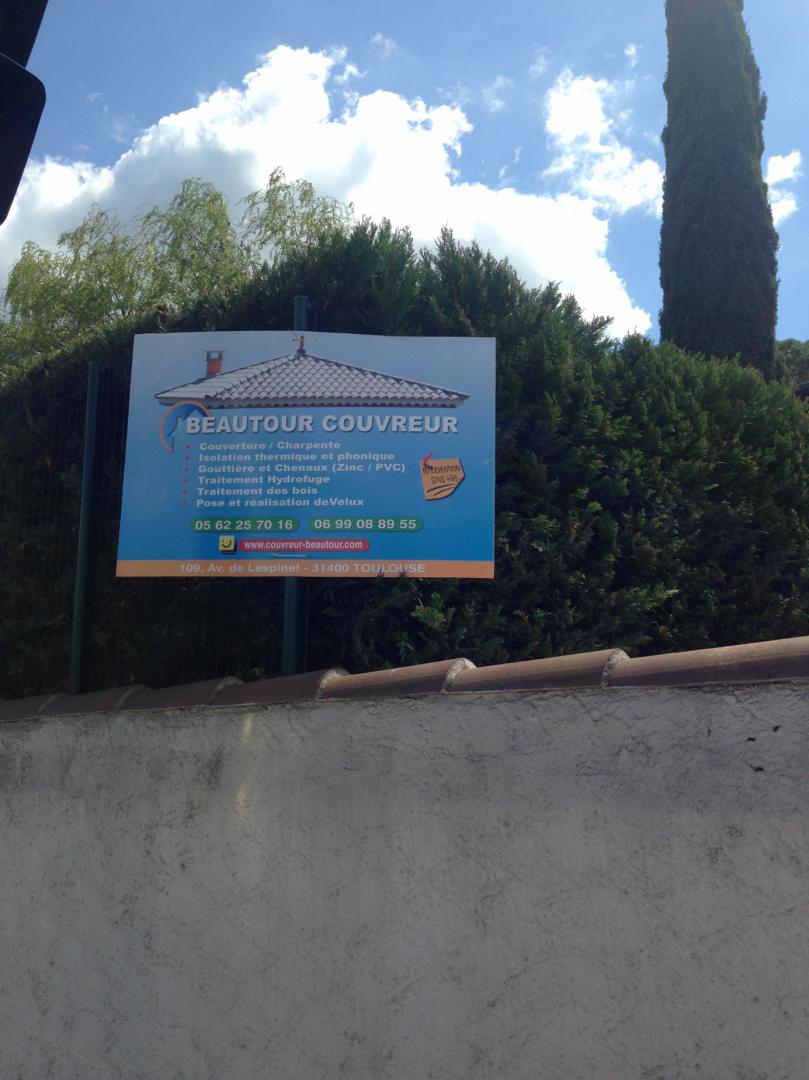 BEAUTOUR COUVREUR
Couverture / Charpente
Isolation thermique et phonique
Gouttière et Chenaux (Zinc / PVC)
Traitement Hydrofuge
Traitement des bois
Pose et réalisation deVelux
INTERVENTION
SOUS 48H
05 62 25 70 16 06 99 08 89 55
www.couvreur-beautour.com
109, Av. de Lespinet - 31400 TOULOUSE